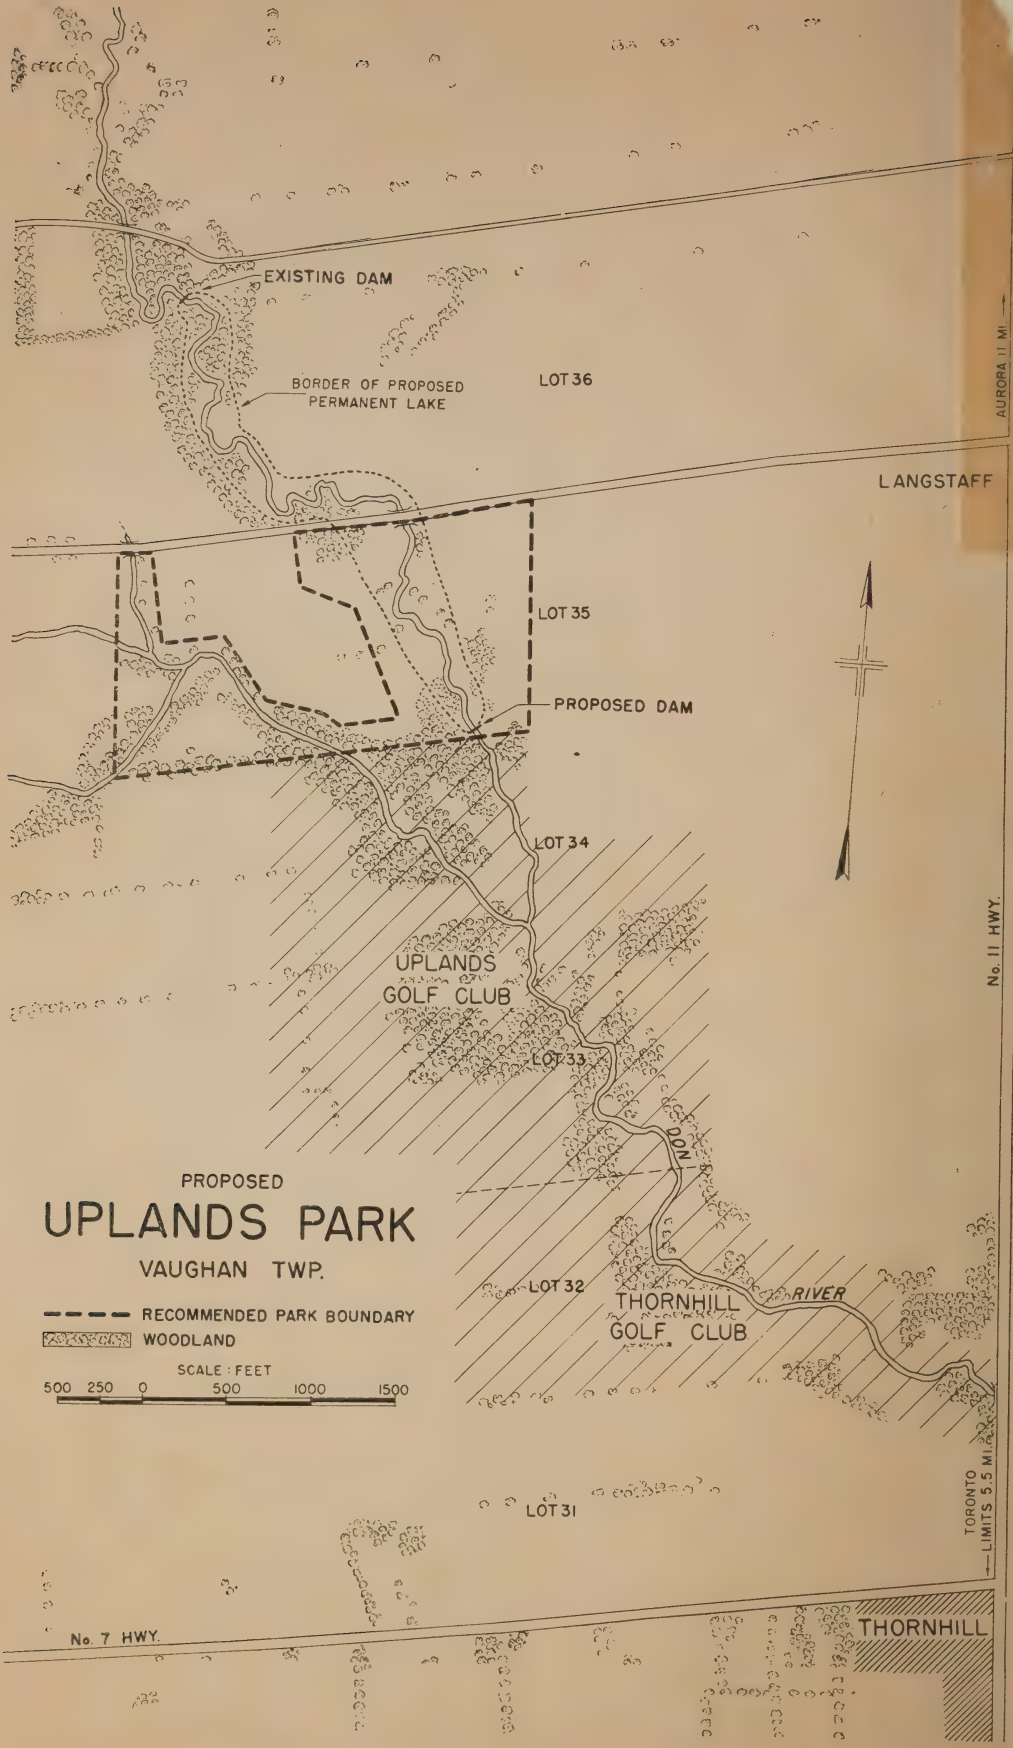 EXISTING DAM
BORDER OF PROPOSED
PERMANENT LAKE
LOT 36
AURORA 11 MI.
LANGSTAFF
LOT 35
PROPOSED DAM
LOT 34
No. 11 HWY.
UPLANDS
GOLF CLUB
LOT 33
DON
PROPOSED
UPLANDS PARK
VAUGHAN TWP.
RECOMMENDED PARK BOUNDARY
WOODLAND
SCALE : FEET
500 250 0 500 1000 1500
LOT 32
THORNHILL
GOLF CLUB
RIVER
TORONTO
LIMITS 5.5 MI.
LOT 31
No. 7 HWY.
THORNHILL